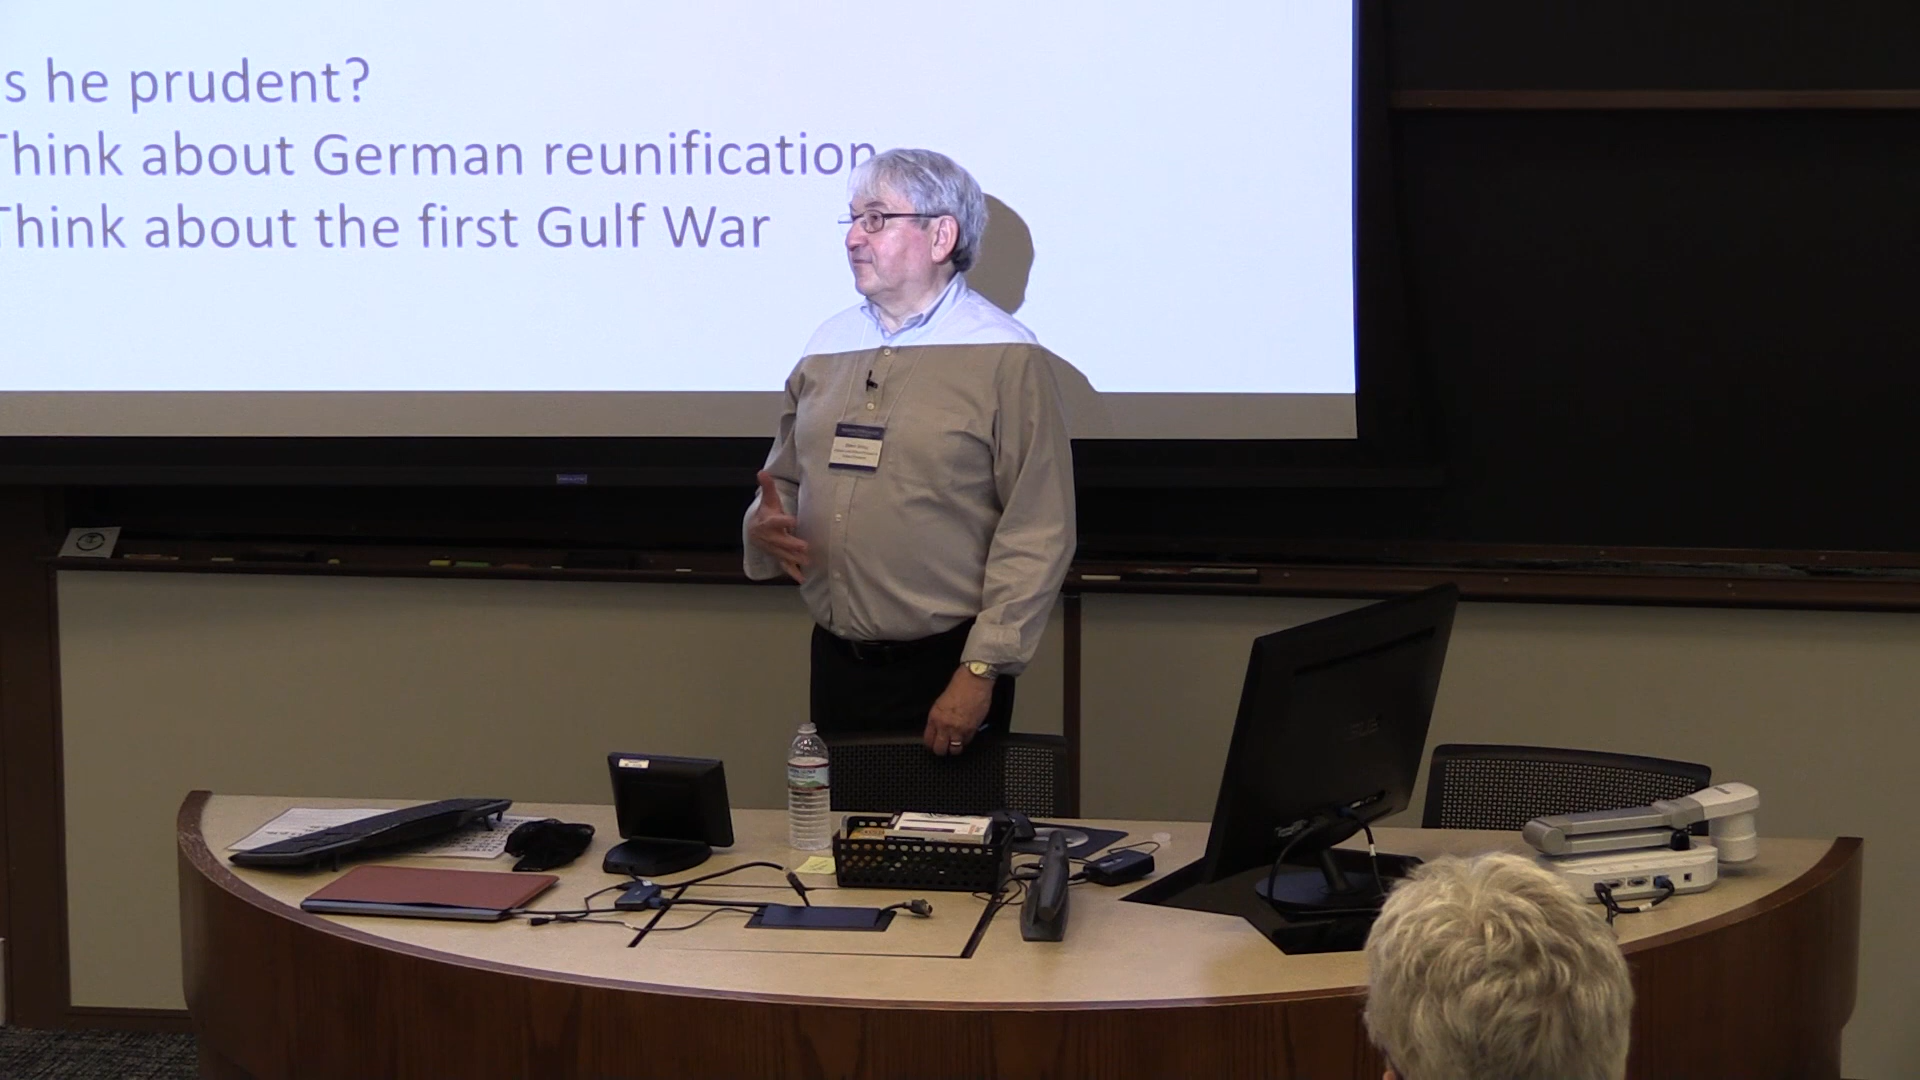 s he prudent?
Think about German reunification
Think about the first Gulf War